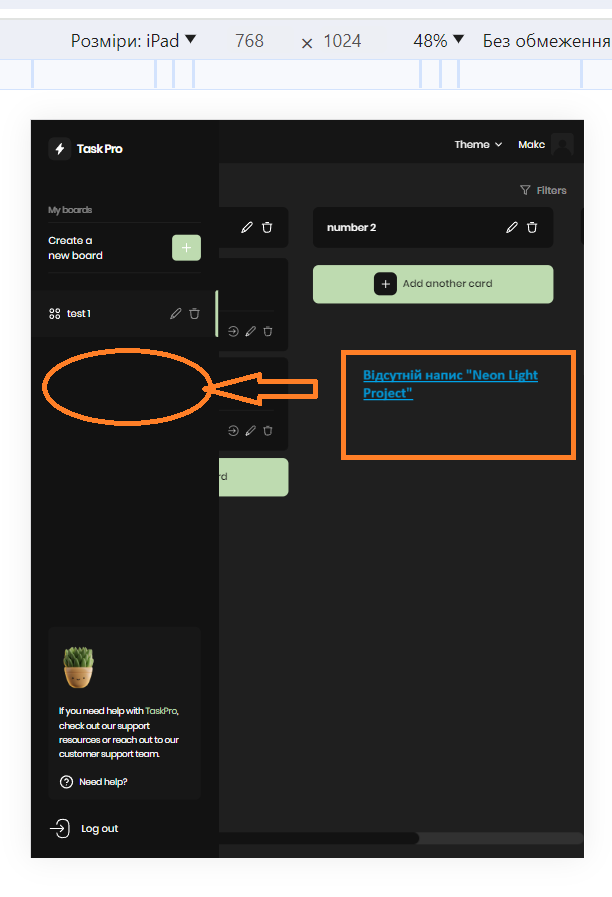 Розміри: iPad 768 × 1024 48% Без обмеження
Task Pro
Theme Макс
My boards
Filters
Create a
new board
number 2
Add another card
test 1
Відсутній напис "Neon Light
Project"
rd
If you need help with TaskPro,
check out our support
resources or reach out to our
customer support team.
Need help?
Log out